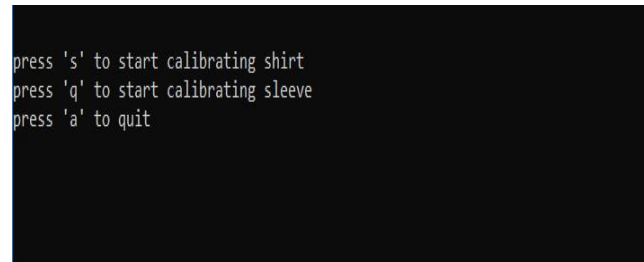 press 's' to start calibrating shirt
press 'q' to start calibrating sleeve
press 'a' to quit